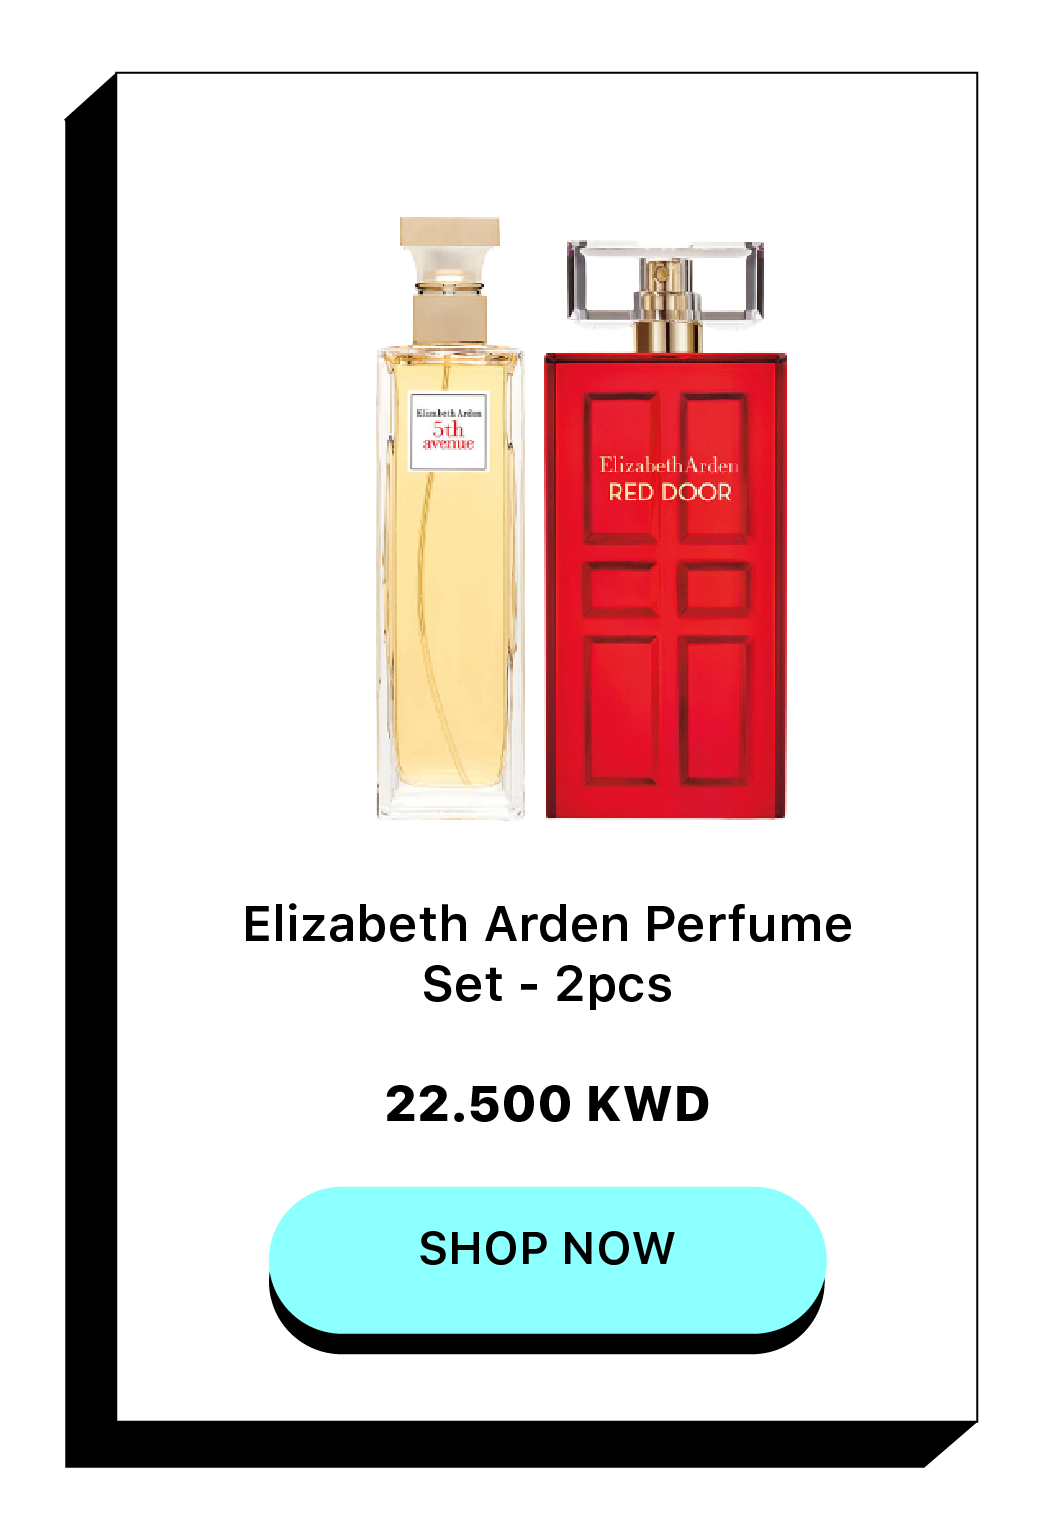 Elizabeth Arden
5th
avenue
Elizabeth Arden
RED DOOR
Elizabeth Arden Perfume
Set - 2pcs
22.500 KWD
SHOP NOW